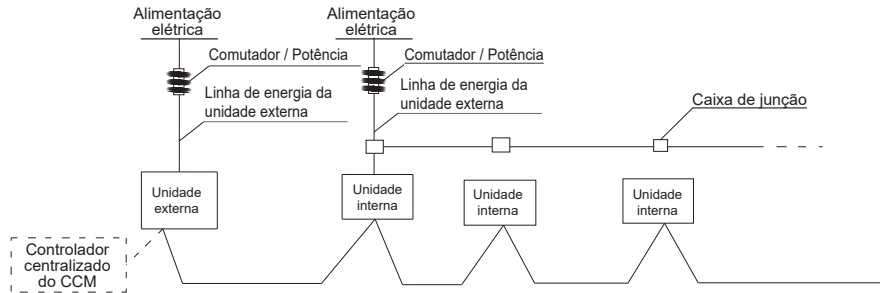 Alimentação
elétrica
Alimentação
elétrica
Comutador / Potência
Comutador / Potência
Linha de energia da
unidade externa
Linha de energia da
unidade externa
Caixa de junção
Unidade
externa
Unidade
interna
Unidade
interna
Unidade
interna
Controlador
centralizado
do CCM